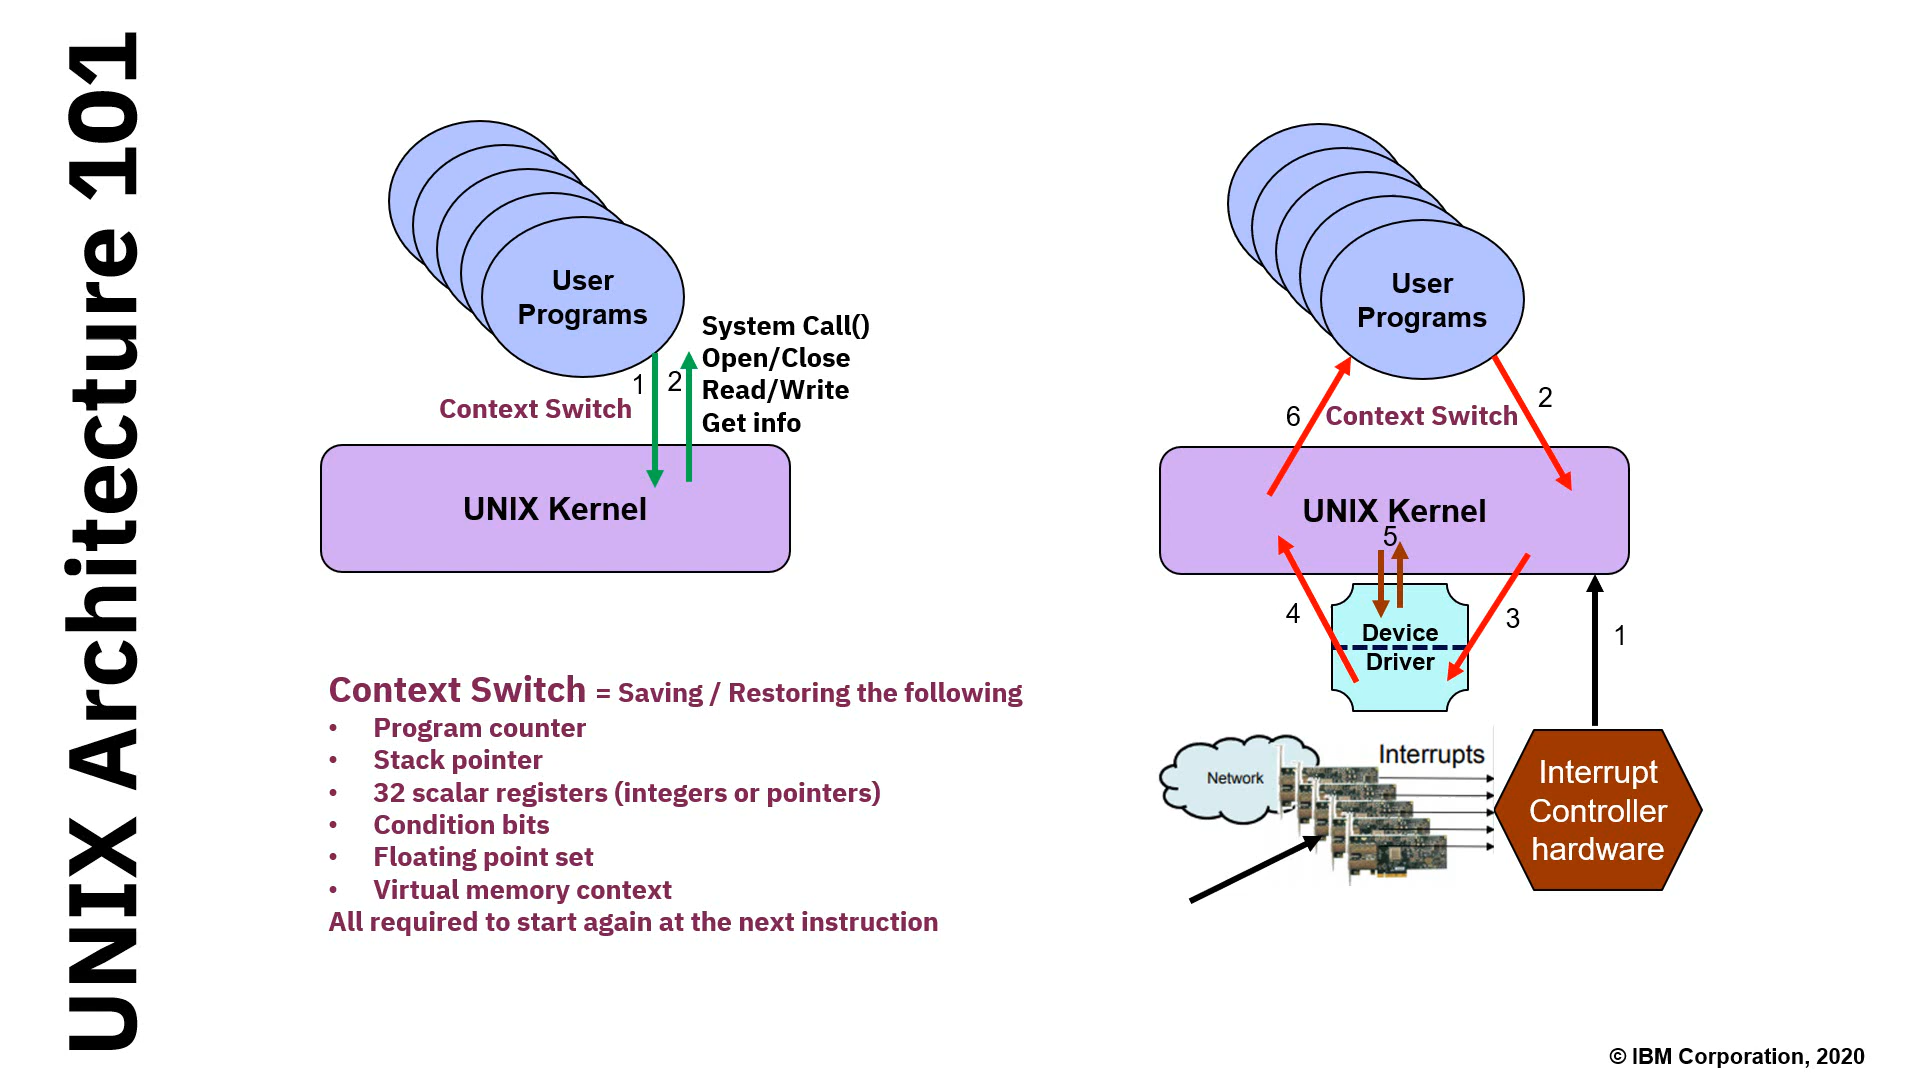 UNIX Architecture 101
User
Programs
System Call()
Open/Close
Read/Write
Get info
1
2
Context Switch
UNIX Kernel
Context Switch = Saving / Restoring the following
• Program counter
• Stack pointer
• 32 scalar registers (integers or pointers)
• Condition bits
• Floating point set
• Virtual memory context
All required to start again at the next instruction
User
Programs
6
Context Switch
2
UNIX Kernel
5
4
3
Device
Driver
1
Network
Interrupts
Interrupt
Controller
hardware
© IBM Corporation, 2020